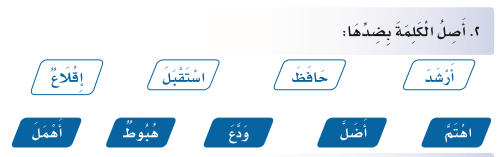 ٢. أَصِلُ الْكَلِمَةَ بِضِدِّهَا:
أَرْشَدَ حَافَظَ اسْتَقْبَلَ إِقْلَاعٌ
اهْتَمَّ أَضَلَّ وَدَّعَ هُبُوطٌ أَهْمَلَ